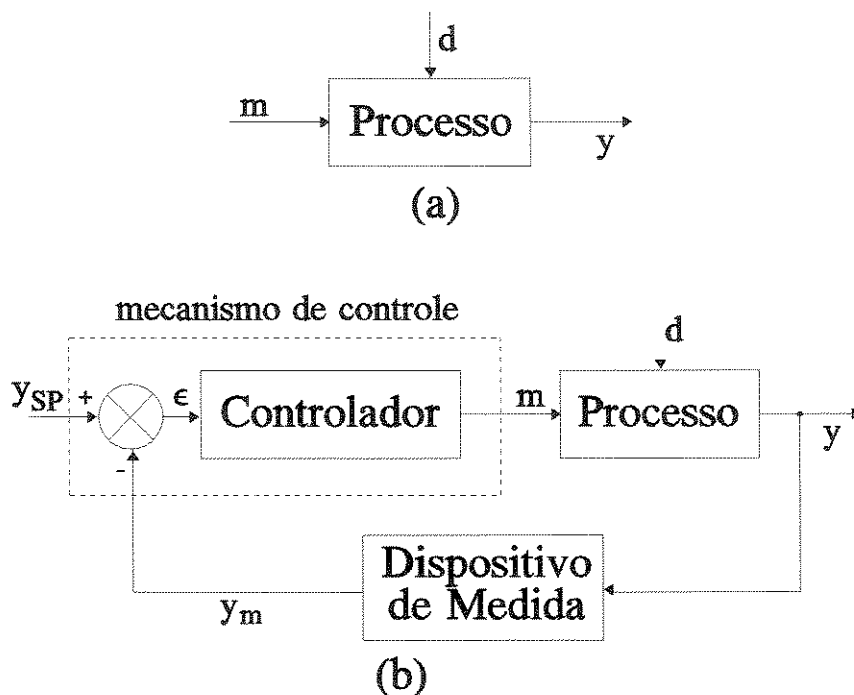 d
m
Processo
y
(a)
mecanismo de controle
d
y_SP + ϵ Controlador m Processo
y
-
Dispositivo
de Medida
y_m
(b)